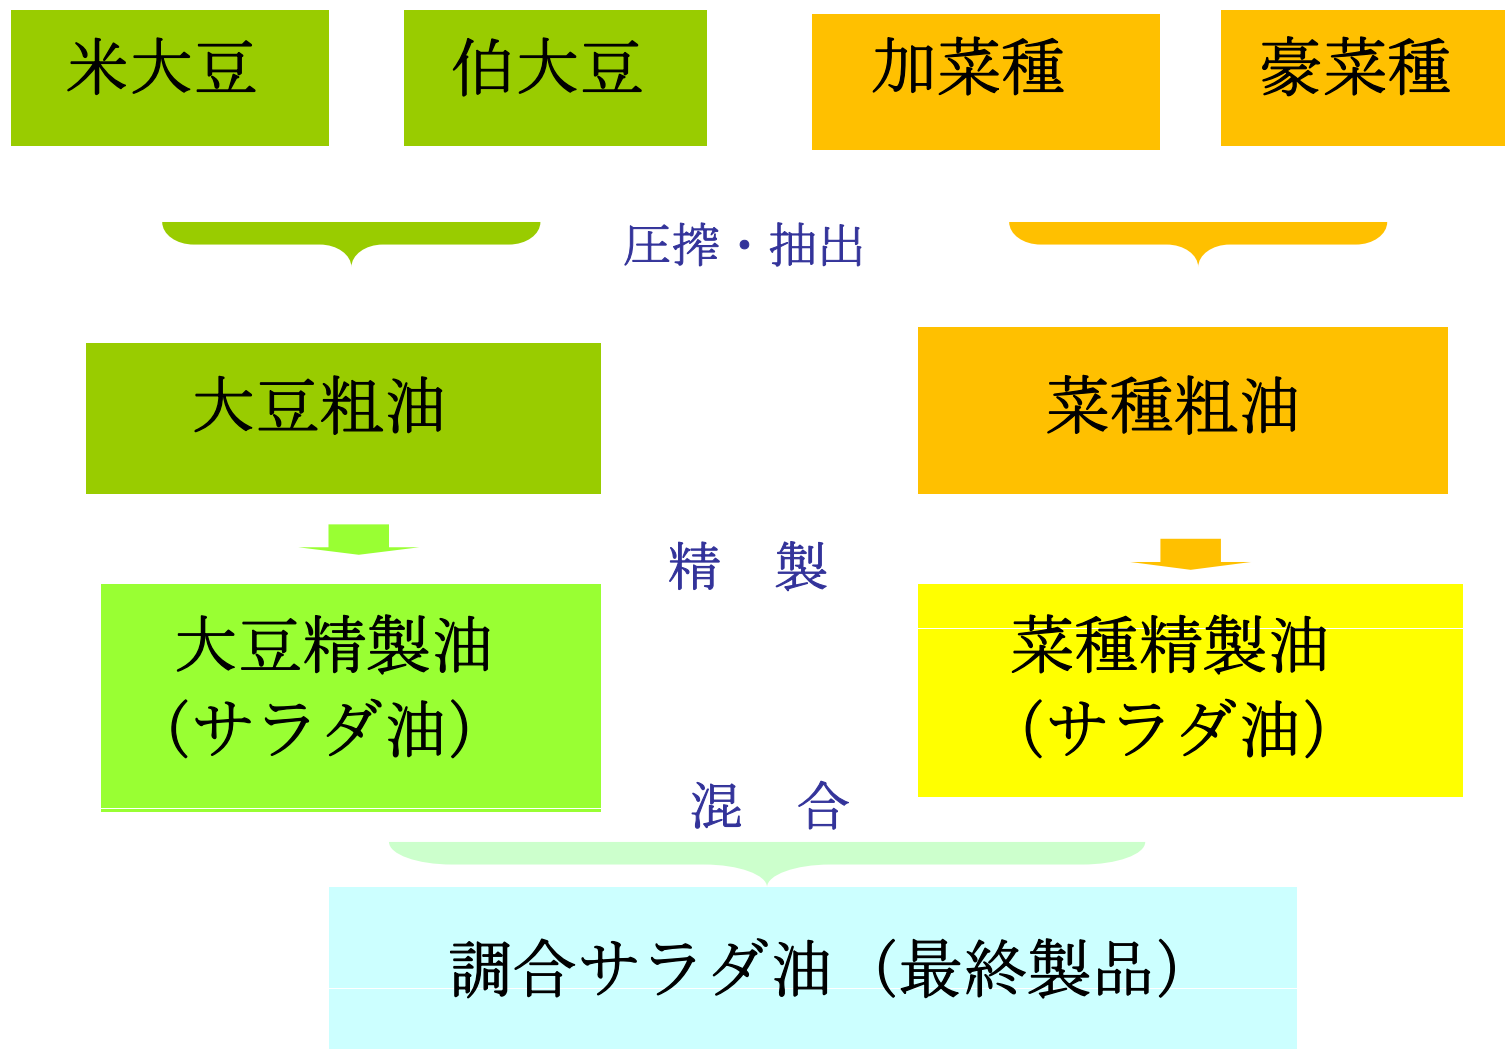 米大豆
伯大豆
加菜種
豪菜種
圧搾・抽出
大豆粗油
菜種粗油
精　製
大豆精製油
（サラダ油）
菜種精製油
（サラダ油）
混　合
調合サラダ油（最終製品）